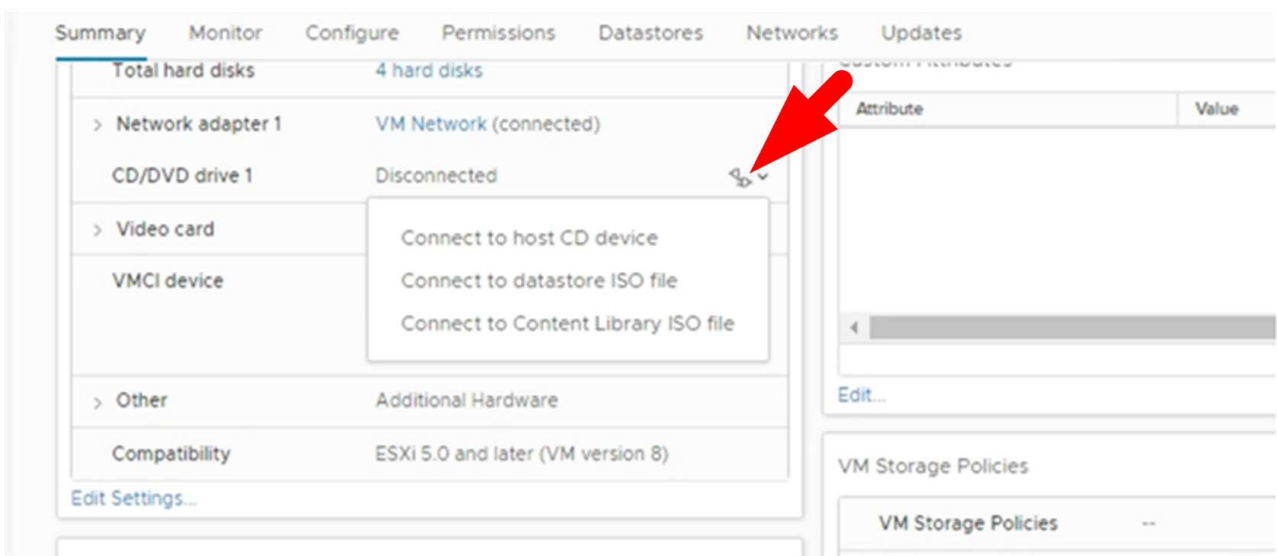 Summary Monitor Configure Permissions Datastores Networks Updates
Total hard disks 4 hard disks
> Network adapter 1 VM Network (connected)
CD/DVD drive 1 Disconnected
> Video card
Connect to host CD device
VMCI device
Connect to datastore ISO file
Connect to Content Library ISO file
> Other Additional Hardware
Compatibility ESXi 5.0 and later (VM version 8)
Edit Settings...
Custom Attributes
Attribute Value
Edit...
VM Storage Policies
VM Storage Policies --